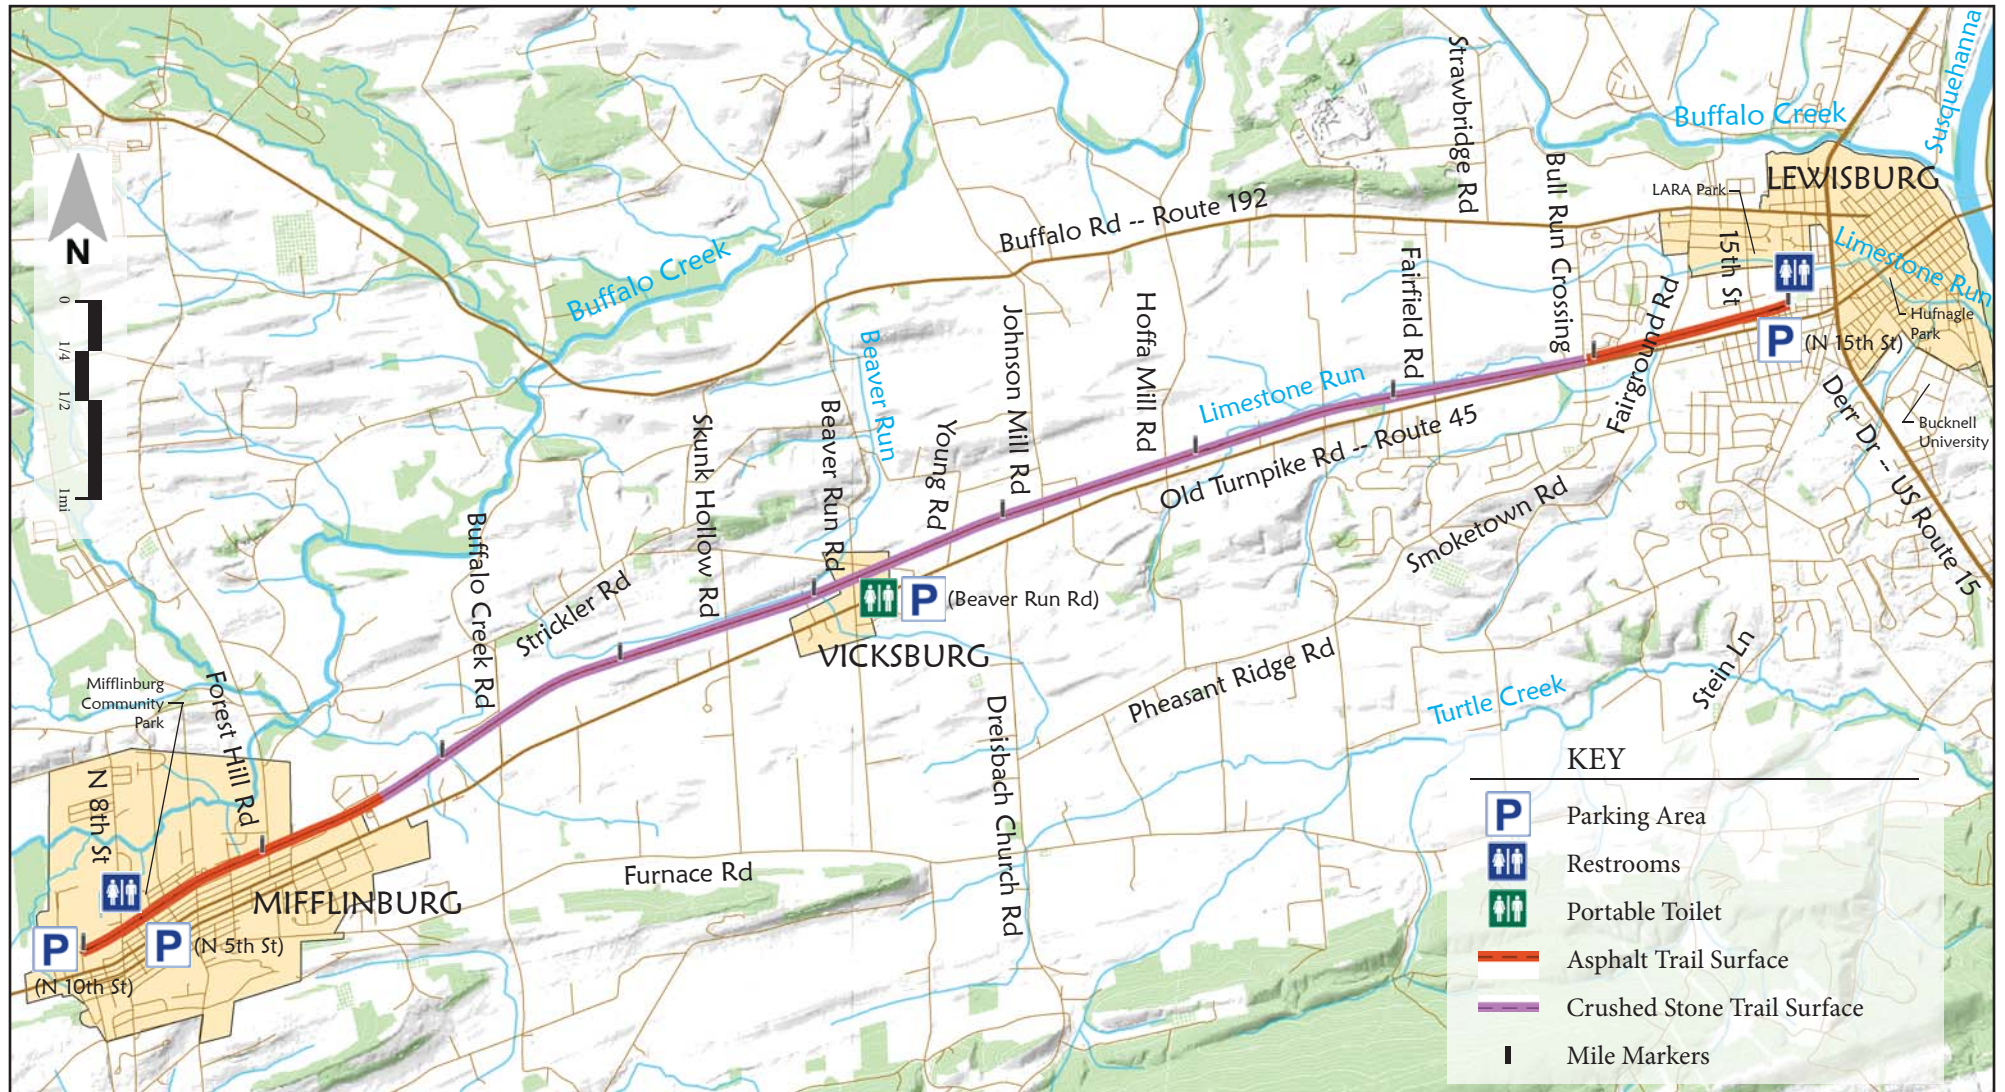 Susquehanna
Buffalo Creek
Strawbridge Rd
Bull Run Crossing
LARA Park
LEWISBURG
N
Buffalo Rd -- Route 192
15th St
Limestone Run
Buffalo Creek
Fairfield Rd
Fairground Rd
0
1/4
1/2
1mi
Hufnagle
Park
P
(N 15th St)
Johnson Mill Rd
Hoffa Mill Rd
Beaver Run
Limestone Run
Derr Dr -- US Route 15
Bucknell
University
Skunk Hollow Rd
Beaver Run Rd
Young Rd
Old Turnpike Rd -- Route 45
Smoketown Rd
Buffalo Creek Rd
Strickler Rd
P
(Beaver Run Rd)
VICKSBURG
Pheasant Ridge Rd
Stein Ln
Turtle Creek
Mifflinburg
Community
Park
Forest Hill Rd
Dreisbach Church Rd
N 8th St
Furnace Rd
MIFFLINBURG
P
P
(N 5th St)
(N 10th St)
KEY
P
Parking Area
Restrooms
Portable Toilet
Asphalt Trail Surface
Crushed Stone Trail Surface
Mile Markers